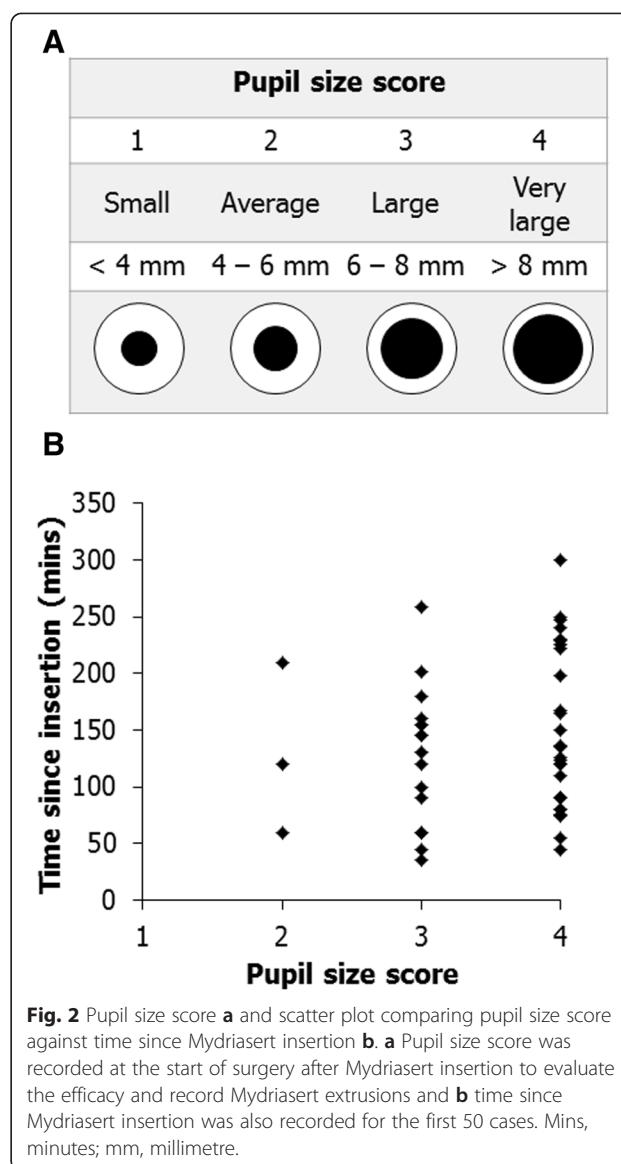 A
Pupil size score
1 2 3 4
Small Average Large Very large
< 4 mm 4 – 6 mm 6 – 8 mm > 8 mm
B
Time since insertion (mins)
350
300
250
200
150
100
50
0
1 2 3 4
Pupil size score
Fig. 2 Pupil size score a and scatter plot comparing pupil size score
against time since Mydriasert insertion b. a Pupil size score was
recorded at the start of surgery after Mydriasert insertion to evaluate
the efficacy and record Mydriasert extrusions and b time since
Mydriasert insertion was also recorded for the first 50 cases. Mins,
minutes; mm, millimetre.